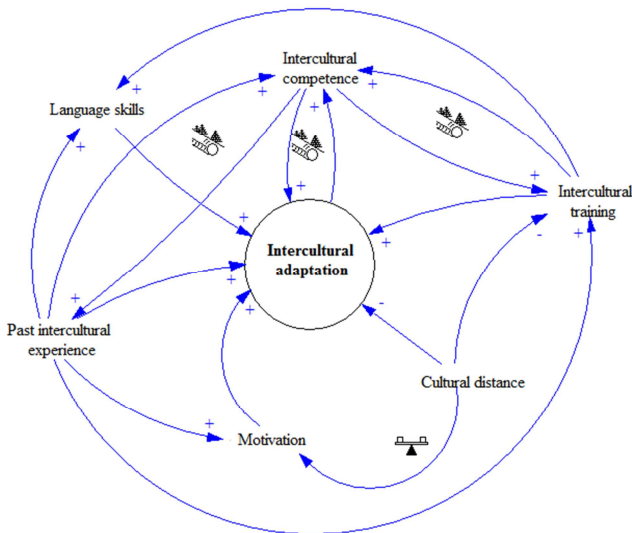 Intercultural
competence
+
+
+
+
Language skills
+
+
+
Intercultural
training
-
+
+
+
Intercultural
adaptation
+
+
+
-
+
Past intercultural
experience
Cultural distance
+
Motivation